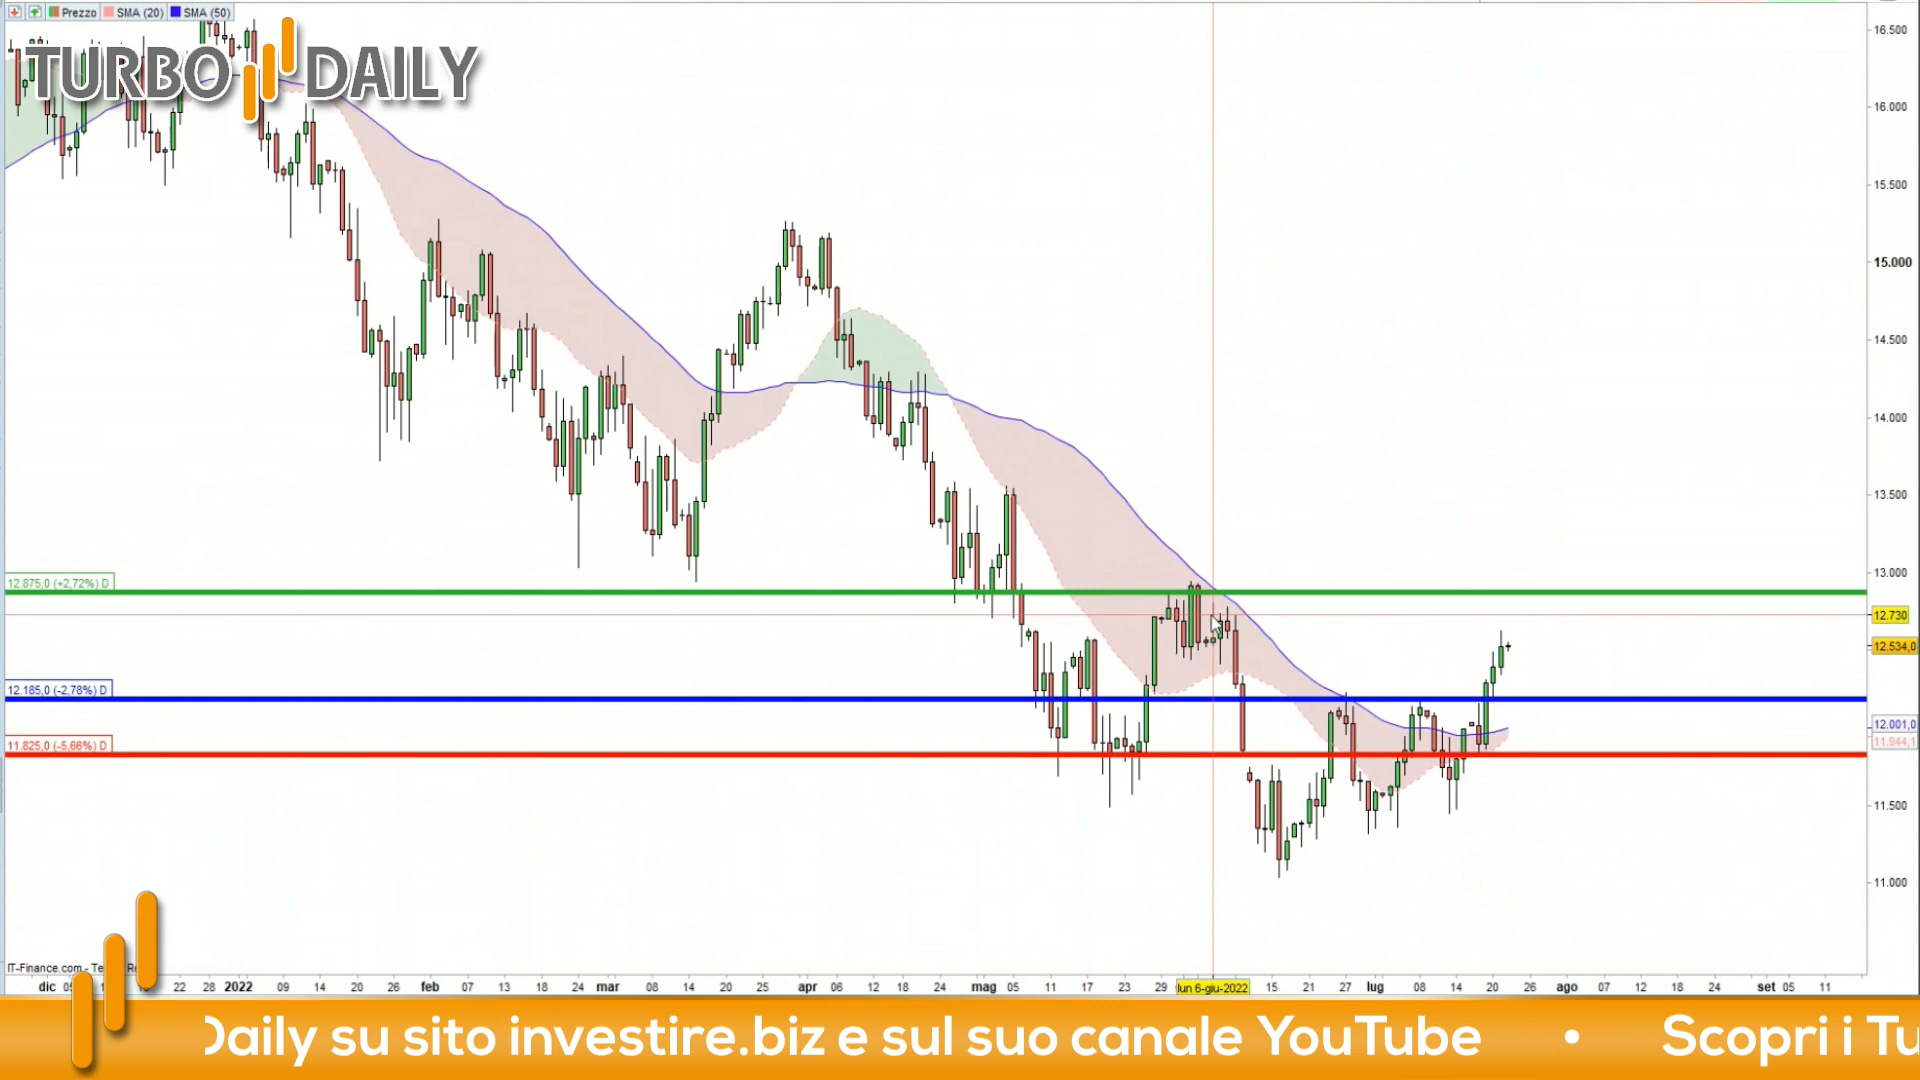 Prezzo SMA (20) SMA (50)
TURBO DAILY
16.500
16.000
15.500
15.000
14.500
14.000
13.500
13.000
12.875,0 (+2,72%) D
12.730
12.534,0
12.185,0 (-2,78%) D
12.001,0
11.944,1
11.825,0 (-5,66%) D
11.500
11.000
IT-Finance.com
dic 22 28 2022 09 14 20 26 feb 07 13 18 24 mar 08 14 20 25 apr 06 12 18 24 mag 05 11 17 23 29 lun 6-giu-2022 15 21 27 lug 08 14 20 26 ago 07 12 18 24 set 05 11
Daily su sito investire.biz e sul suo canale YouTube • Scopri i Tu